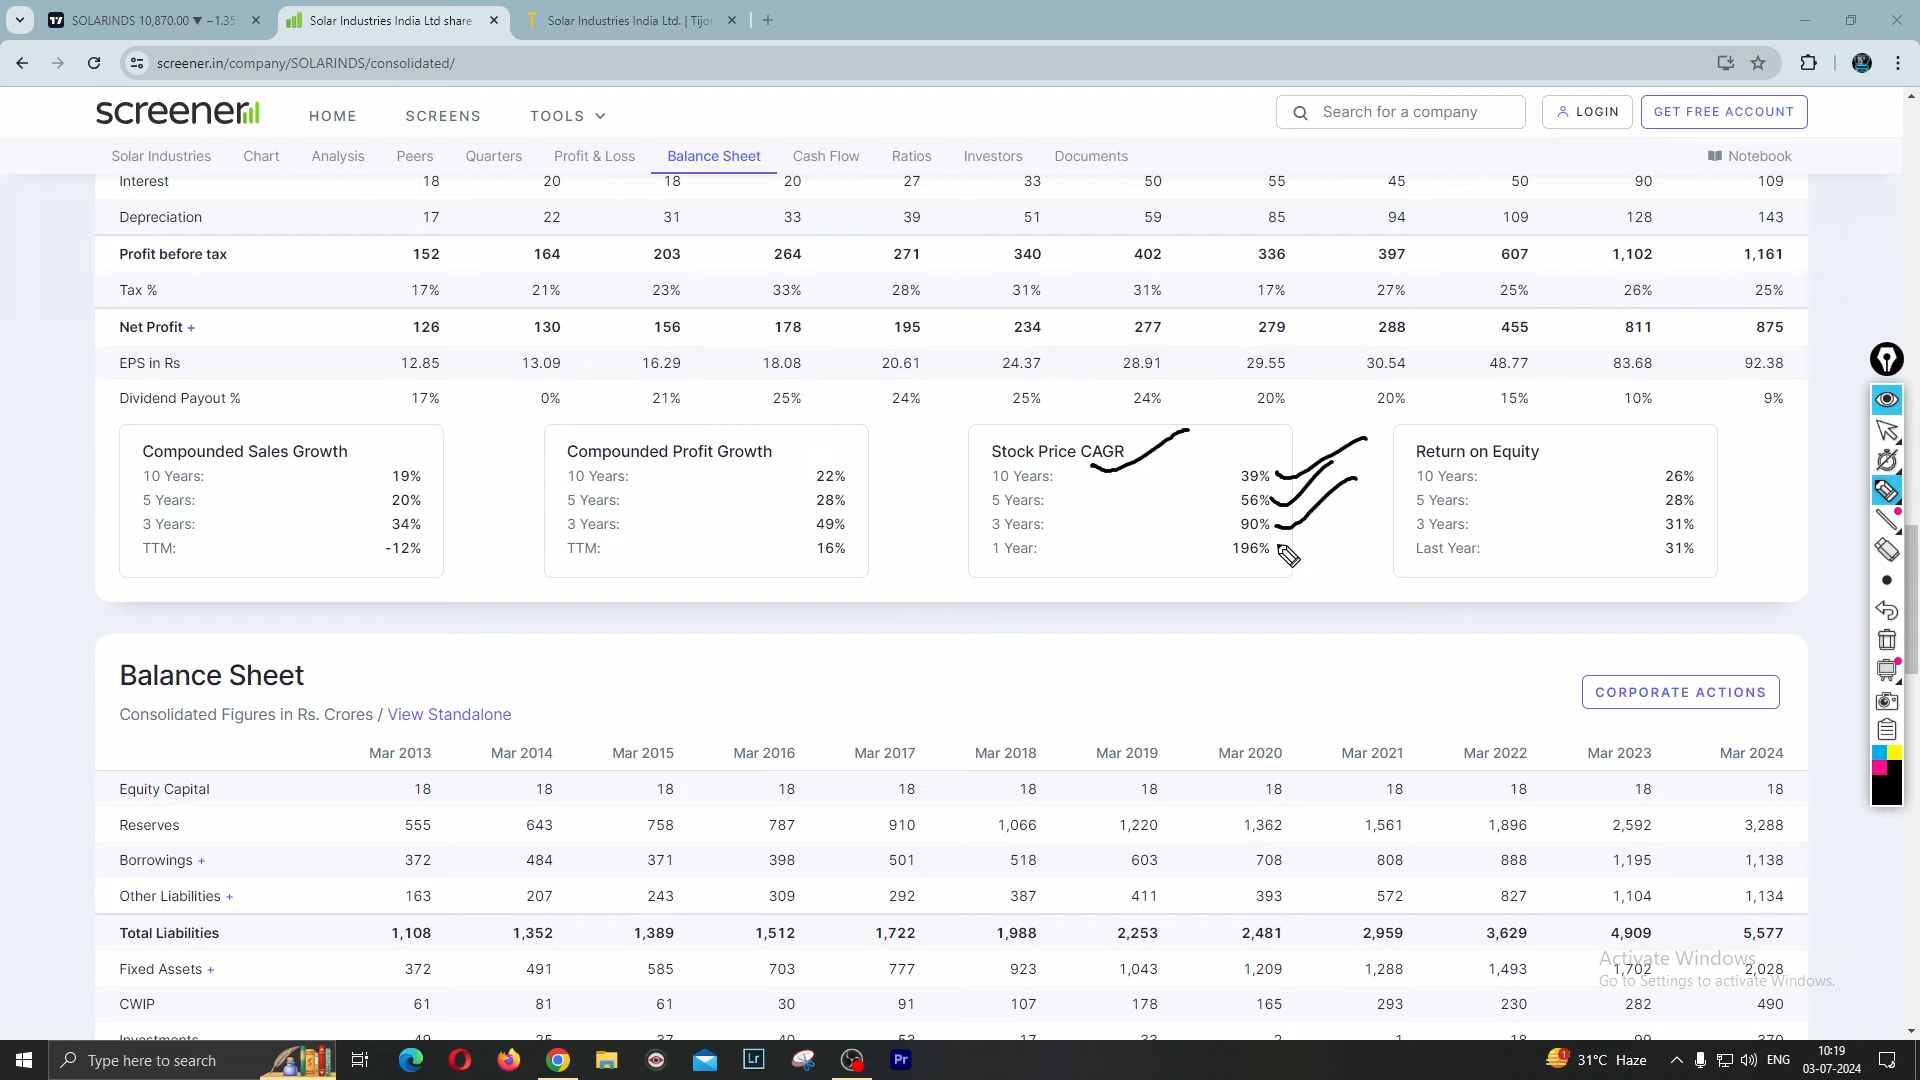 SOLARINDS 10,870.00 ▼ −1.35
Solar Industries India Ltd share
Solar Industries India Ltd. | Tijo
screener.in/company/SOLARINDS/consolidated/
screener
HOME
SCREENS
TOOLS
Search for a company
LOGIN
GET FREE ACCOUNT
Solar Industries Chart Analysis Peers Quarters Profit & Loss Balance Sheet Cash Flow Ratios Investors Documents Notebook
Interest 18 20 18 20 27 33 50 55 45 50 90 109
Depreciation 17 22 31 33 39 51 59 85 94 109 128 143
Profit before tax 152 164 203 264 271 340 402 336 397 607 1,102 1,161
Tax % 17% 21% 23% 33% 28% 31% 31% 17% 27% 25% 26% 25%
Net Profit + 126 130 156 178 195 234 277 279 288 455 811 875
EPS in Rs 12.85 13.09 16.29 18.08 20.61 24.37 28.91 29.55 30.54 48.77 83.68 92.38
Dividend Payout % 17% 0% 21% 25% 24% 25% 24% 20% 20% 15% 10% 9%
Compounded Sales Growth
10 Years: 19%
5 Years: 20%
3 Years: 34%
TTM: -12%
Compounded Profit Growth
10 Years: 22%
5 Years: 28%
3 Years: 49%
TTM: 16%
Stock Price CAGR
10 Years: 39%
5 Years: 56%
3 Years: 90%
1 Year: 196%
Return on Equity
10 Years: 26%
5 Years: 28%
3 Years: 31%
Last Year: 31%
Balance Sheet
Consolidated Figures in Rs. Crores / View Standalone
CORPORATE ACTIONS
Mar 2013 Mar 2014 Mar 2015 Mar 2016 Mar 2017 Mar 2018 Mar 2019 Mar 2020 Mar 2021 Mar 2022 Mar 2023 Mar 2024
Equity Capital 18 18 18 18 18 18 18 18 18 18 18 18
Reserves 555 643 758 787 910 1,066 1,220 1,362 1,561 1,896 2,592 3,288
Borrowings + 372 484 371 398 501 518 603 708 808 888 1,195 1,138
Other Liabilities + 163 207 243 309 292 387 411 393 572 827 1,104 1,134
Total Liabilities 1,108 1,352 1,389 1,512 1,722 1,988 2,253 2,481 2,959 3,629 4,909 5,577
Fixed Assets + 372 491 585 703 777 923 1,043 1,209 1,288 1,493 1,702 2,028
CWIP 61 81 61 30 91 107 178 165 293 230 282 490
Activate Windows
Go to Settings to activate Windows.
Type here to search
Lr
Pr
31°C Haze
ENG
10:19
03-07-2024